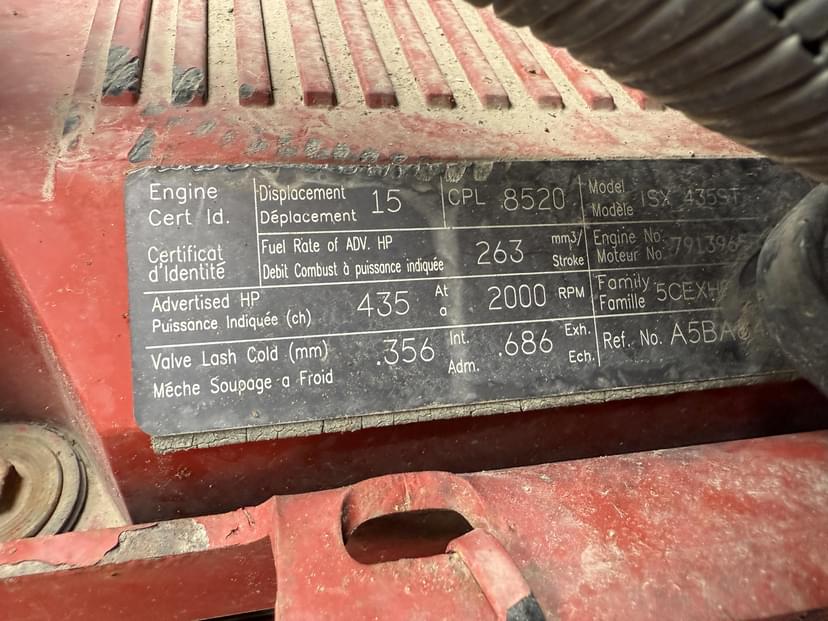 Engine
Cert Id.
Certificat
d'Identité
Displacement
Déplacement
15
CPL 8520
Model
Modèle
ISX 435ST
Fuel Rate of ADV. HP
Debit Combust à puissance indiquée
263
mm3/
Stroke
Engine No.
Moteur No
Advertised HP
Puissance Indiquée (ch)
435
At
a
2000 RPM
Family
Famille
Valve Lash Cold (mm)
Méche Soupage a Froid
.356
Int.
Adm.
.686
Exh.
Ech.
Ref. No.